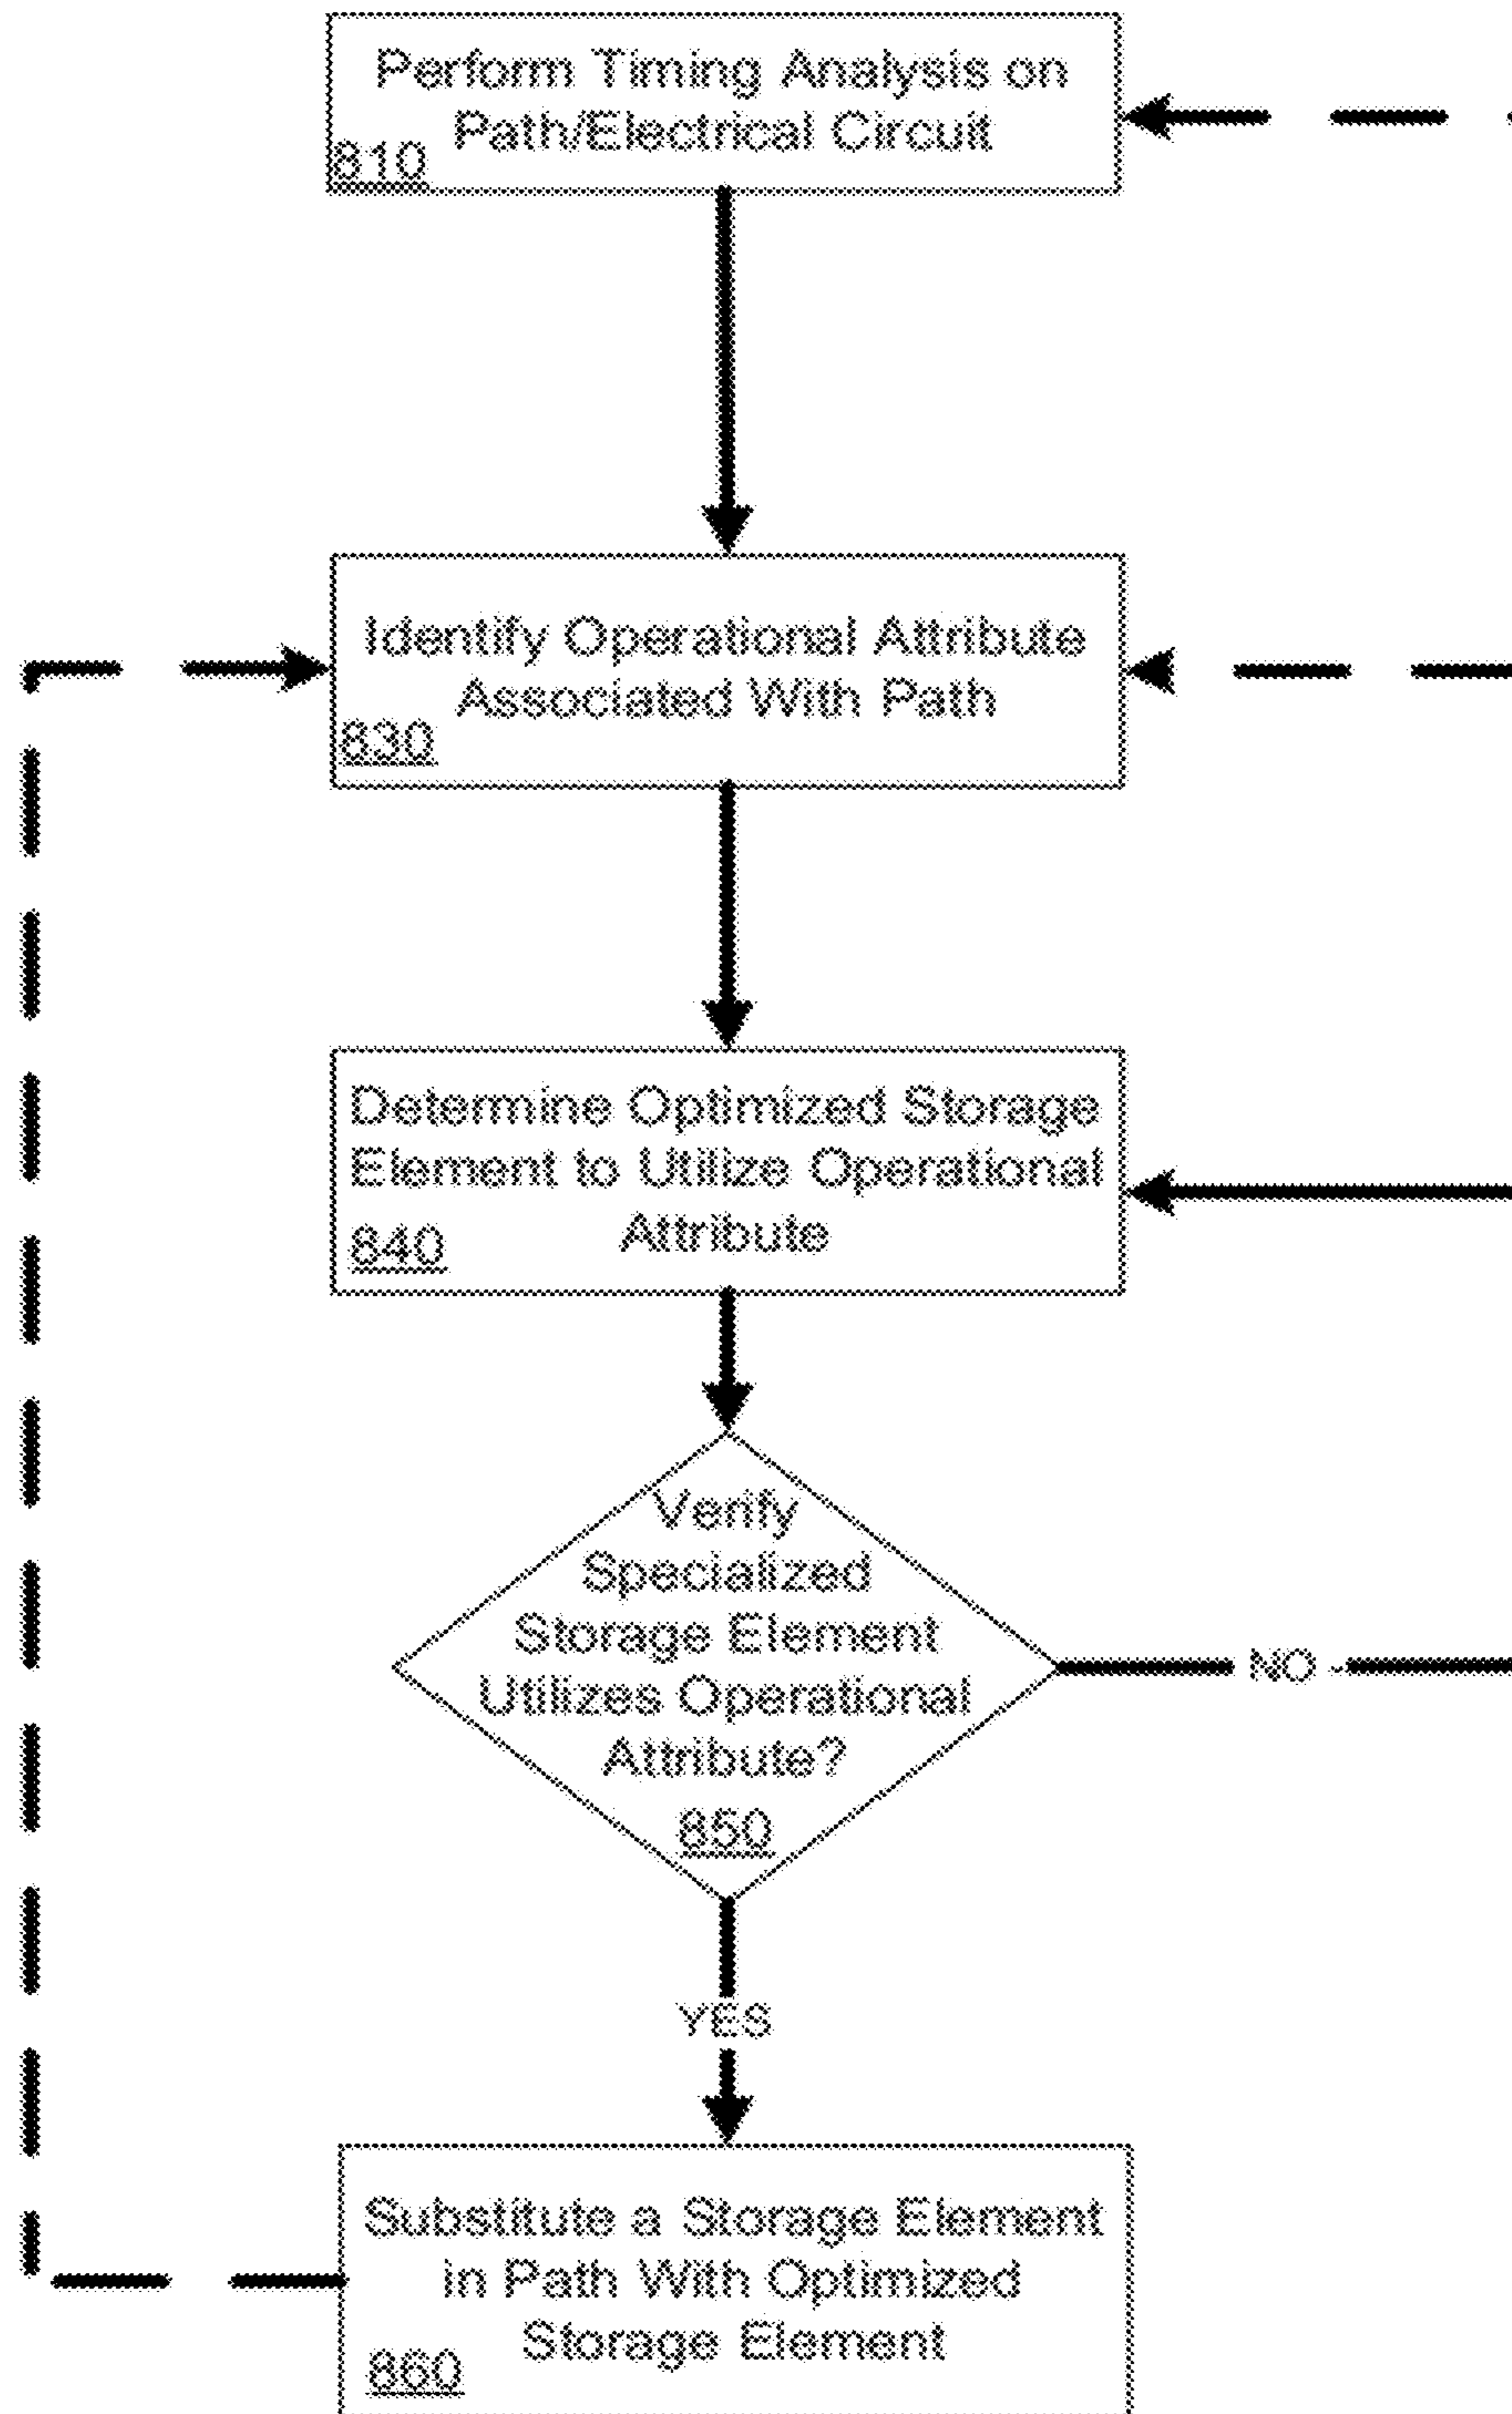 Perform Timing Analysis on
Path/Electrical Circuit
810
Identify Operational Attribute
Associated With Path
830
Determine Optimized Storage
Element to Utilize Operational
Attribute
840
Verify
Specialized
Storage Element
Utilizes Operational
Attribute?
850
NO
YES
Substitute a Storage Element
in Path With Optimized
Storage Element
860